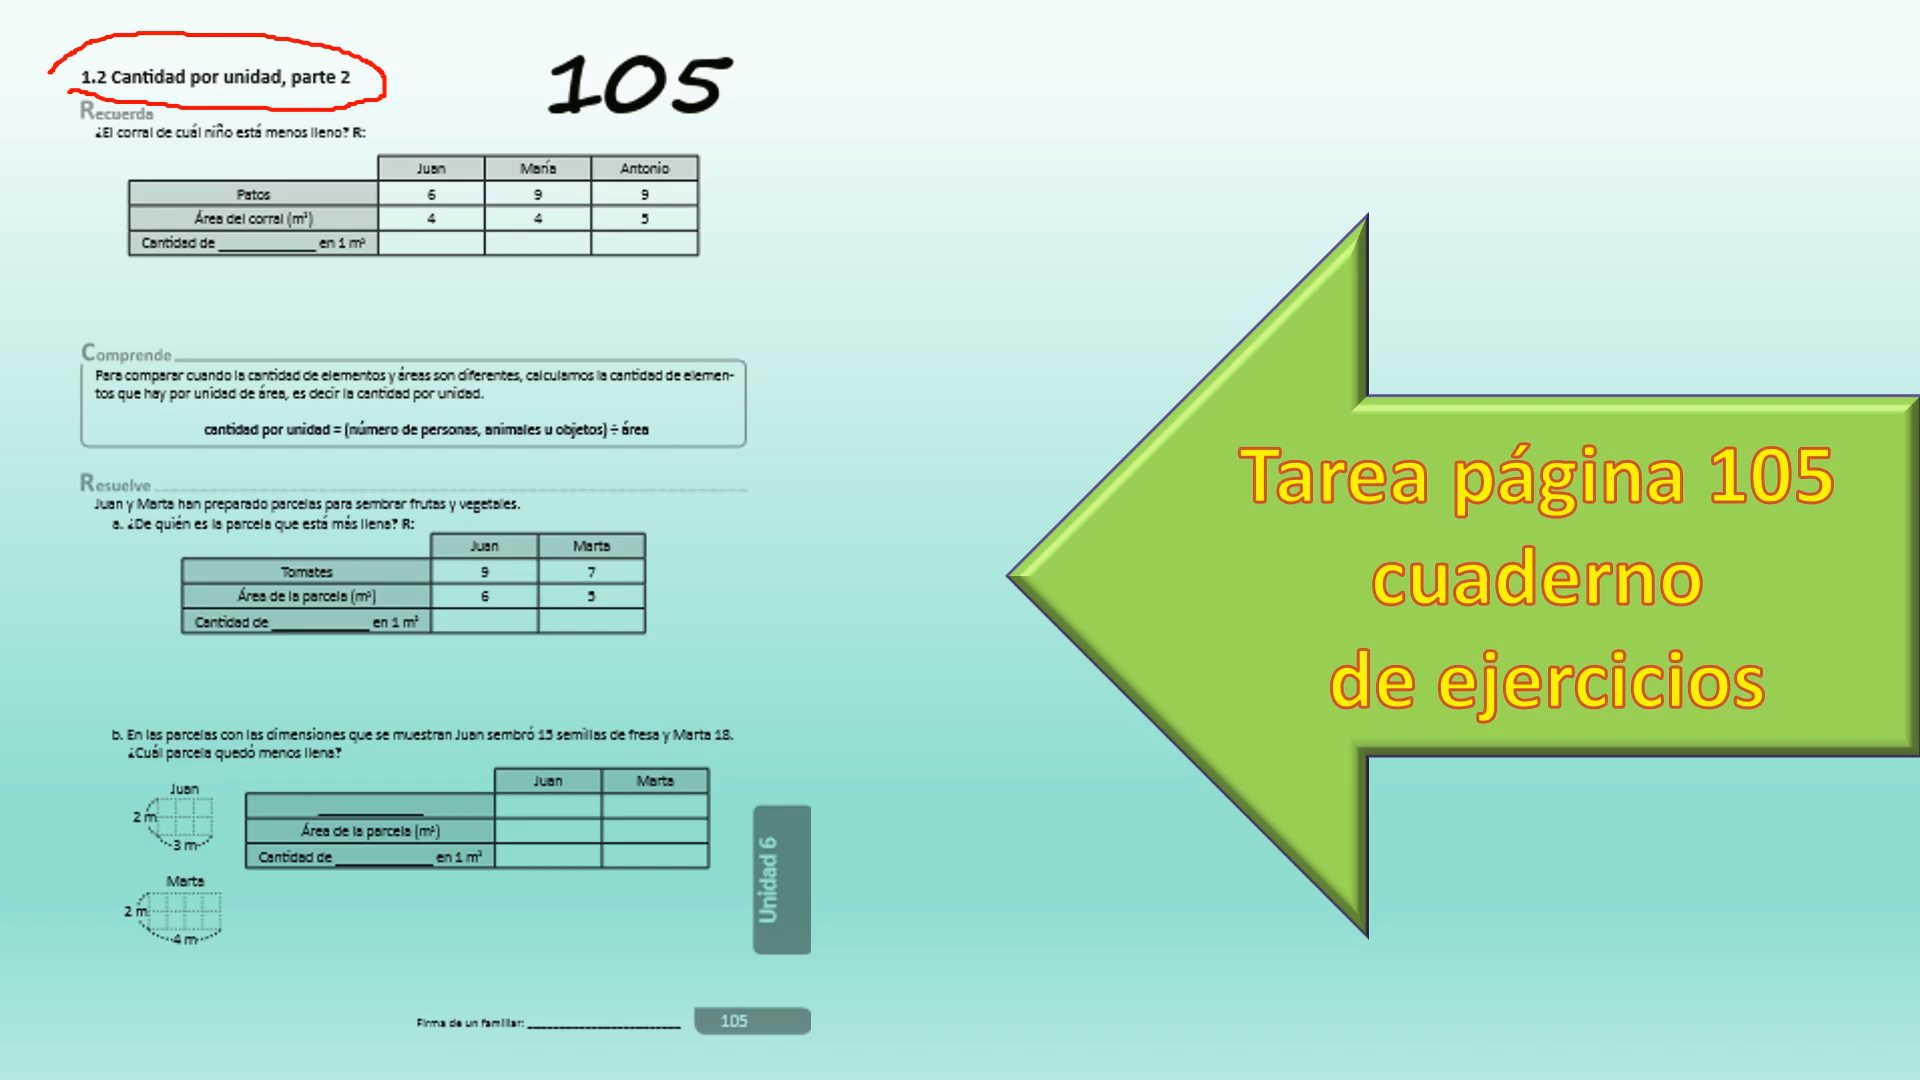 1.2 Cantidad por unidad, parte 2
105
Recuerda
¿El corral de cuál niño está menos lleno? R:
Juan María Antonio
Patos 6 9 9
Área del corral (m²) 4 4 5
Cantidad de ____________ en 1 m²
Comprende
Para comparar cuando la cantidad de elementos y áreas son diferentes, calculamos la cantidad de elemen-
tos que hay por unidad de área, es decir la cantidad por unidad.
cantidad por unidad = (número de personas, animales u objetos) ÷ área
Resuelve
Juan y Marta han preparado parcelas para sembrar frutas y vegetales.
a. ¿De quién es la parcela que está más llena? R:
Juan Marta
Tomates 9 7
Área de la parcela (m²) 6 5
Cantidad de ____________ en 1 m²
b. En las parcelas con las dimensiones que se muestran Juan sembró 15 semillas de fresa y Marta 18.
¿Cuál parcela quedó menos llena?
Juan Marta
Juan
2 m
3 m
Área de la parcela (m²)
Cantidad de ____________ en 1 m²
Marta
2 m
4 m
Unidad 6
Firma de un familiar: ____________________
105
Tarea página 105
cuaderno
de ejercicios